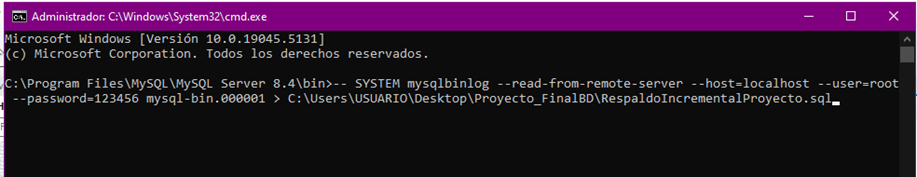 Administrador: C:\Windows\System32\cmd.exe
Microsoft Windows [Versión 10.0.19045.5131]
(c) Microsoft Corporation. Todos los derechos reservados.
C:\Program Files\MySQL\MySQL Server 8.4\bin>-- SYSTEM mysqlbinlog --read-from-remote-server --host=localhost --user=root
--password=123456 mysql-bin.000001 > C:\Users\USUARIO\Desktop\Proyecto_FinalBD\RespaldoIncrementalProyecto.sql